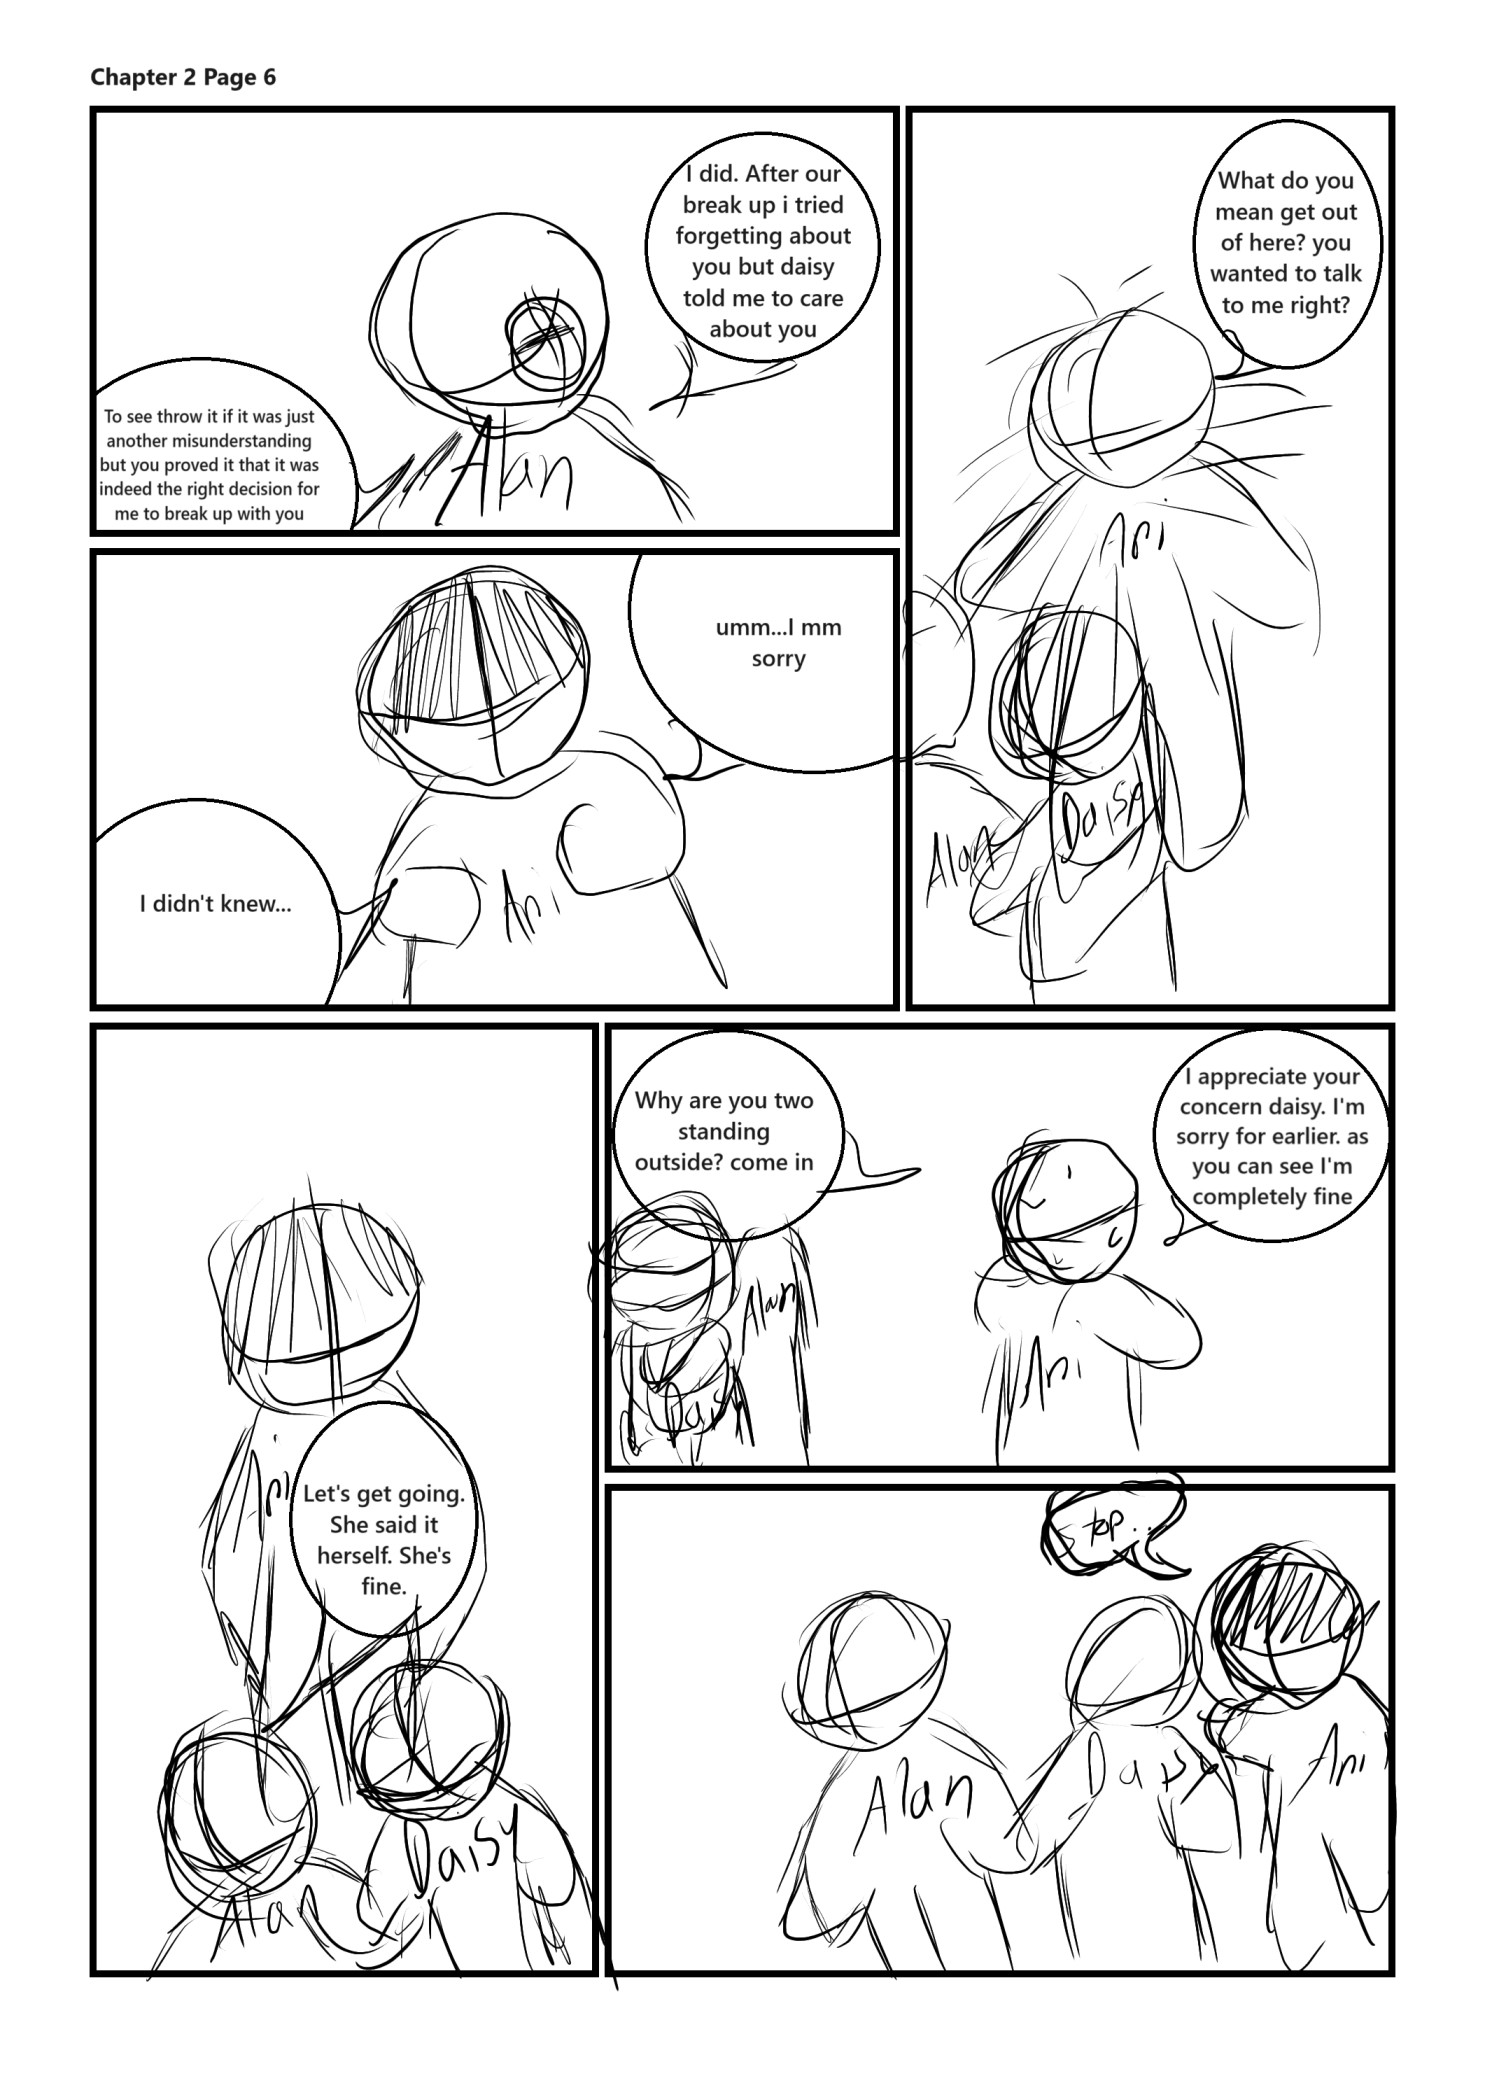 Chapter 2 Page 6
What do you
mean get out
of here? you
wanted to talk
to me right?
Ani
Daisy
Alan
I did. After our
break up i tried
forgetting about
you but daisy
told me to care
about you
To see throw it if it was just
another misunderstanding
but you proved it that it was
indeed the right decision for
me to break up with you
Alan
umm...I mm
sorry
I didn't knew...
Ani
I appreciate your
concern daisy. I'm
sorry for earlier. as
you can see I'm
completely fine
Why are you two
standing
outside? come in
Alan
Ani
Stop...
Alan
Daisy
Ani
Ani
Let's get going.
She said it
herself. She's
fine.
Daisy
Alan